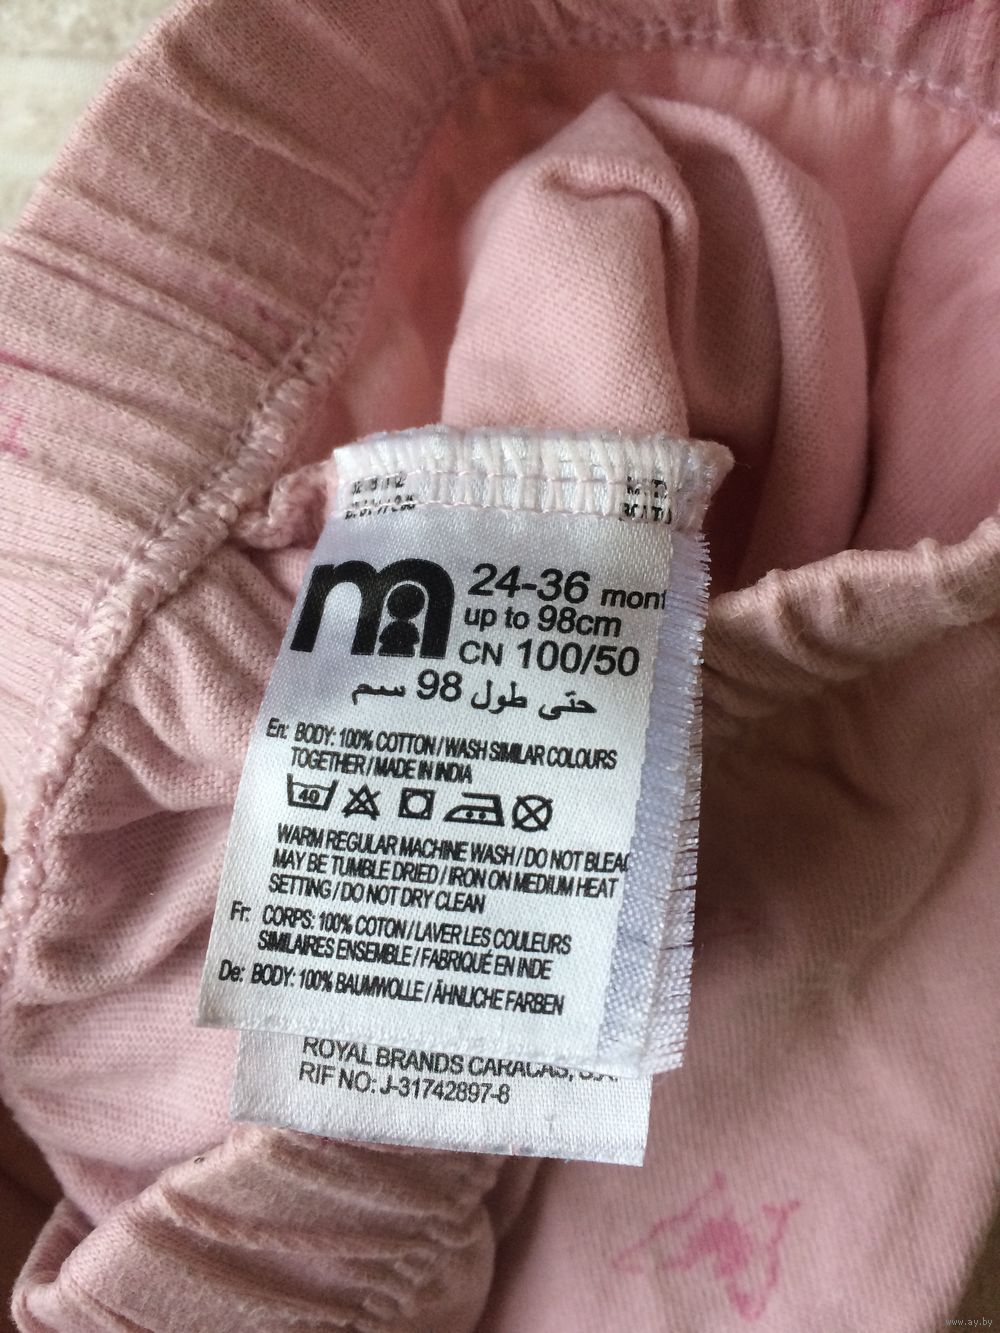 m
24-36
up to 98cm
CN 100/50
حتى طول 98 سم
En: BODY: 100% COTTON / WASH SIMILAR COLOURS
TOGETHER / MADE IN INDIA
40
WARM REGULAR MACHINE WASH / DO NOT
MAY BE TUMBLE DRIED / IRON ON MEDIUM HEAT
SETTING / DO NOT DRY CLEAN
Fr: CORPS: 100% COTON / LAVER LES COULEURS
SIMILAIRES ENSEMBLE / FABRIQUÉ EN INDE
De: BODY: 100% BAUMWOLLE / ÄHNLICHE FARBEN
ROYAL BRANDS CARACAS,
RIF NO: J-31742897-8
www.ay.by